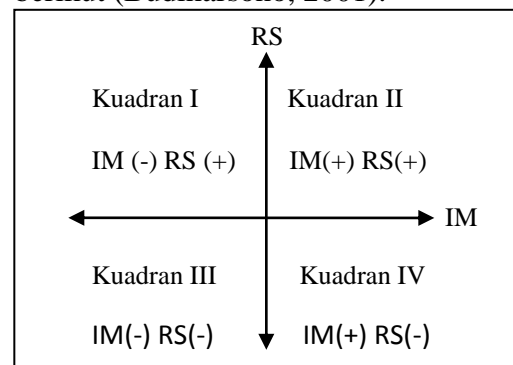 berikut (Budiharsono, 2001).
RS
Kuadran I Kuadran II
IM (-) RS (+) IM(+) RS(+)
IM
Kuadran III Kuadran IV
IM(-) RS(-) IM(+) RS(-)